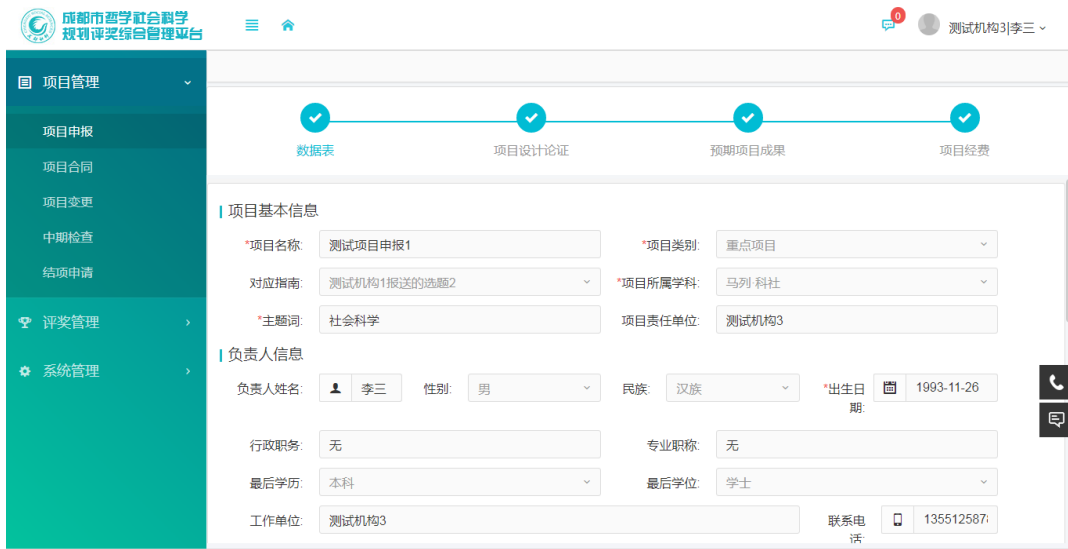 成都市哲学社会科学
规划评奖综合管理平台
0
测试机构3|李三
项目管理
项目申报
项目合同
项目变更
中期检查
结项申请
评奖管理
系统管理
数据表
项目设计论证
预期项目成果
项目经费
项目基本信息
*项目名称: 测试项目申报1 *项目类别: 重点项目
对应指南: 测试机构1报送的选题2 *项目所属学科: 马列·科社
*主题词: 社会科学 项目责任单位: 测试机构3
负责人信息
负责人姓名: 李三 性别: 男 民族: 汉族 *出生日期: 1993-11-26
行政职务: 无 专业职称: 无
最后学历: 本科 最后学位: 学士
工作单位: 测试机构3 联系电话: 135512587